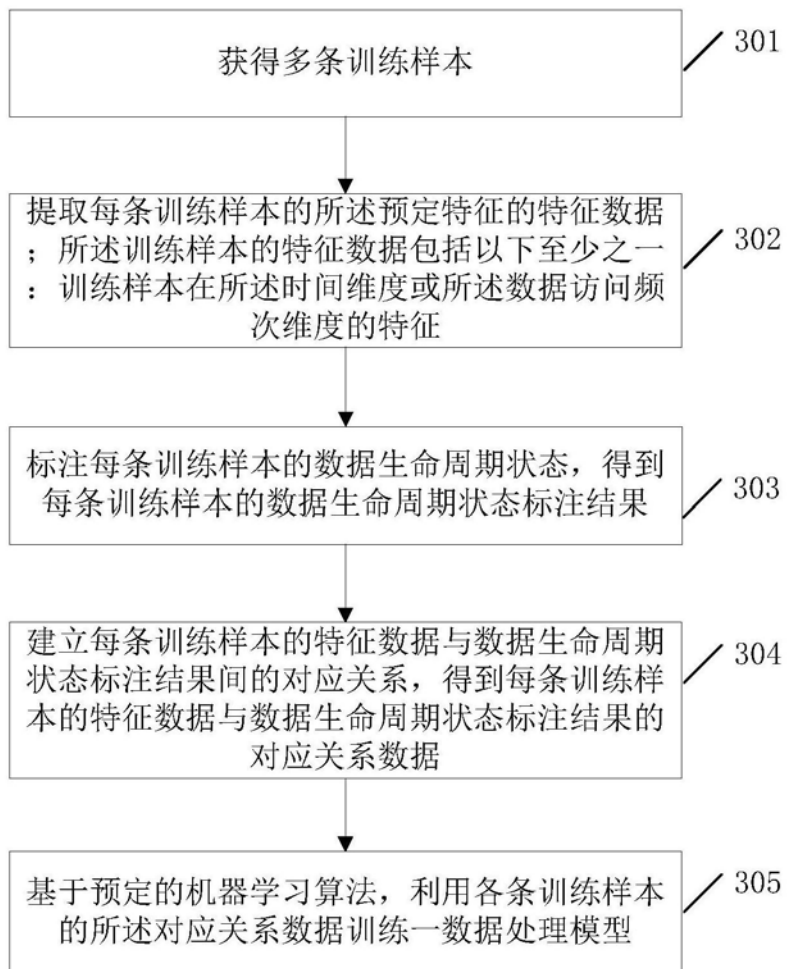 获得多条训练样本
301
提取每条训练样本的所述预定特征的特征数据
；所述训练样本的特征数据包括以下至少之一
：训练样本在所述时间维度或所述数据访问频
次维度的特征
302
标注每条训练样本的数据生命周期状态，得到
每条训练样本的数据生命周期状态标注结果
303
建立每条训练样本的特征数据与数据生命周期
状态标注结果间的对应关系，得到每条训练样
本的特征数据与数据生命周期状态标注结果的
对应关系数据
304
基于预定的机器学习算法，利用各条训练样本
的所述对应关系数据训练一数据处理模型
305